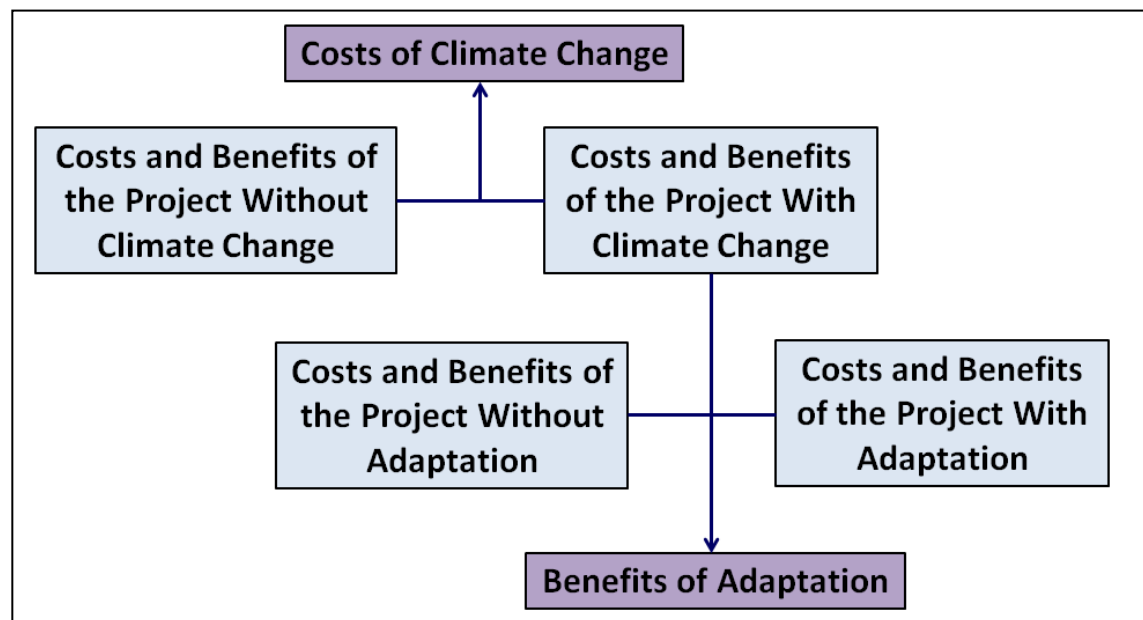 Costs of Climate Change
Costs and Benefits of
the Project Without
Climate Change
Costs and Benefits
of the Project With
Climate Change
Costs and Benefits of
the Project Without
Adaptation
Costs and Benefits
of the Project With
Adaptation
Benefits of Adaptation